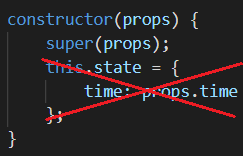 constructor(props) {
super(props);
this.state = {
time: props.time
};
}